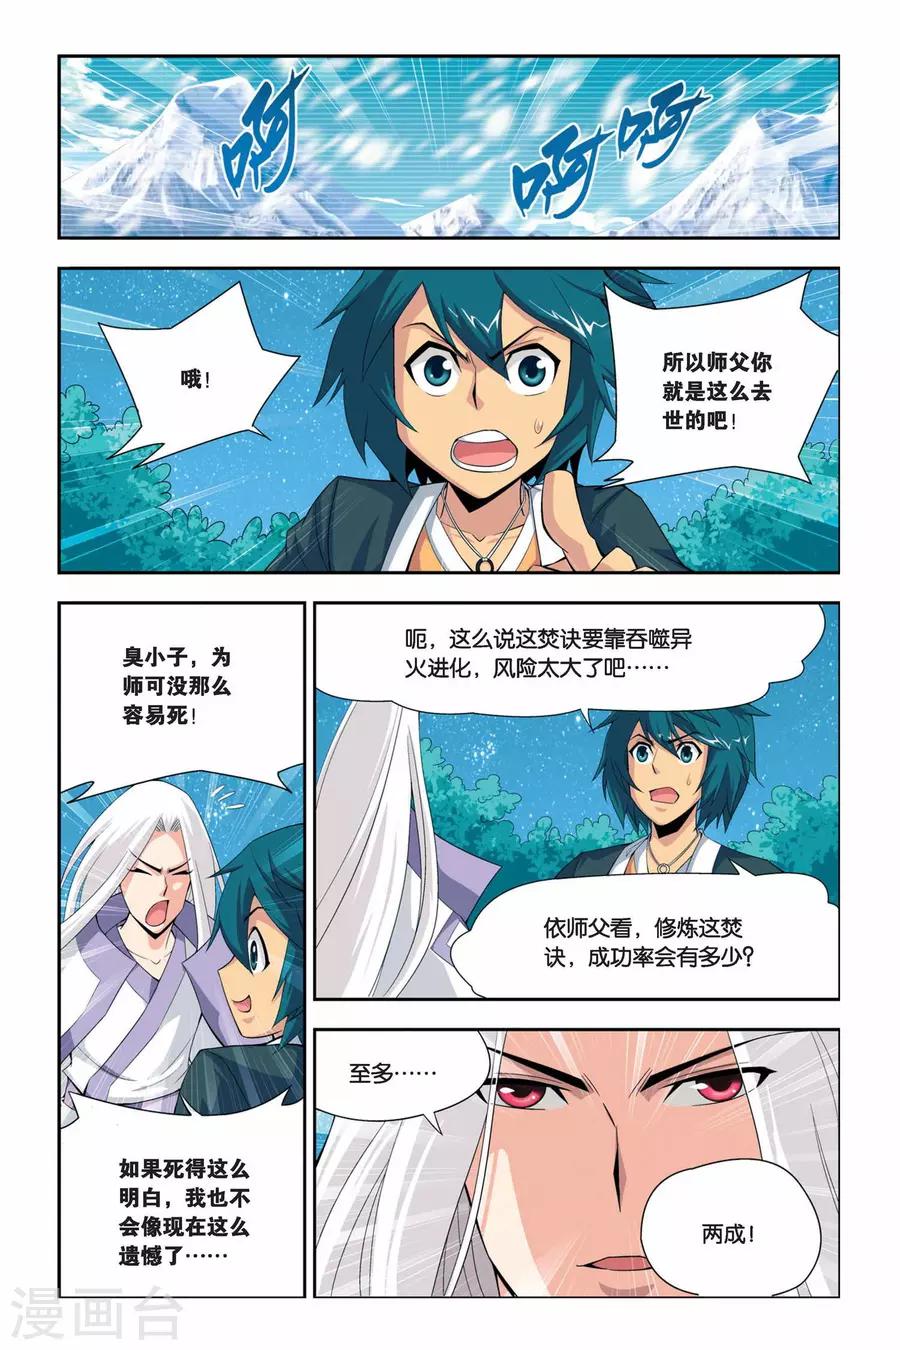 啊
啊啊
哦！
所以师父你
就是这么去
世的吧！
臭小子，为
师可没那么
容易死！
如果死得这么
明白，我也不
会像现在这么
遗憾了……
呃，这么说这焚诀要靠吞噬异
火进化，风险太大了吧……
依师父看，修炼这焚
诀，成功率会有多少？
至多……
两成！
漫画台